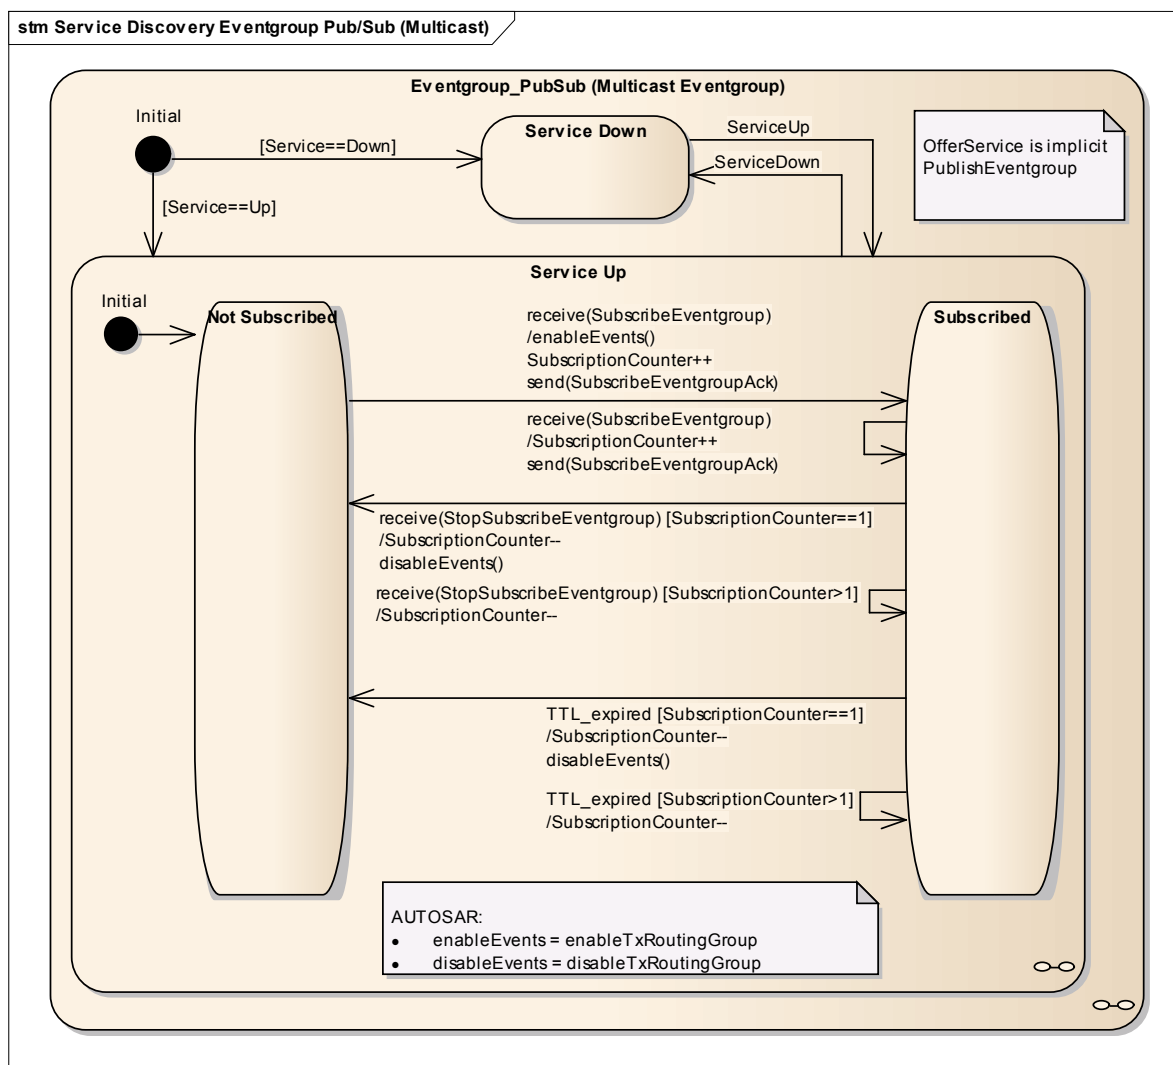 stm Service Discovery Eventgroup Pub/Sub (Multicast)
Eventgroup_PubSub (Multicast Eventgroup)
Initial
[Service==Down]
Service Down
ServiceUp
ServiceDown
OfferService is implicit
PublishEventgroup
[Service==Up]
Service Up
Initial
Not Subscribed
Subscribed
receive(SubscribeEventgroup)
/enableEvents()
SubscriptionCounter++
send(SubscribeEventgroupAck)
receive(SubscribeEventgroup)
/SubscriptionCounter++
send(SubscribeEventgroupAck)
receive(StopSubscribeEventgroup) [SubscriptionCounter==1]
/SubscriptionCounter--
disableEvents()
receive(StopSubscribeEventgroup) [SubscriptionCounter>1]
/SubscriptionCounter--
TTL_expired [SubscriptionCounter==1]
/SubscriptionCounter--
disableEvents()
TTL_expired [SubscriptionCounter>1]
/SubscriptionCounter--
AUTOSAR:
• enableEvents = enableTxRoutingGroup
• disableEvents = disableTxRoutingGroup